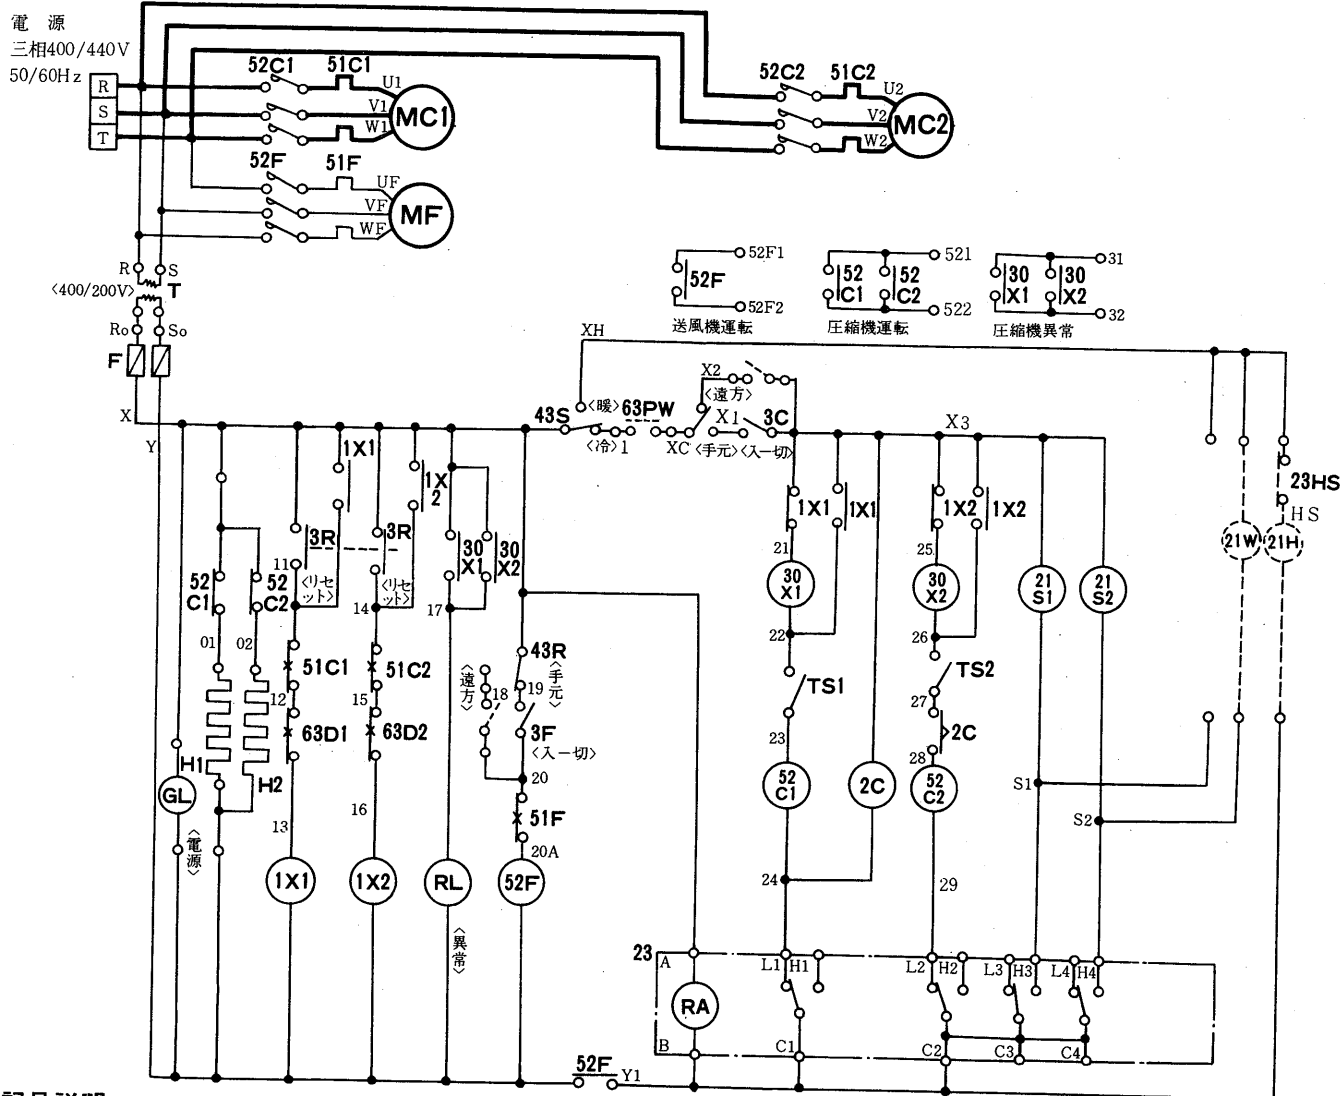 電 源
三相400/440V
50/60Hz
R
S
T
52C1
51C1
U1
V1
W1
MC1
52C2
51C2
U2
V2
W2
MC2
52F
51F
UF
VF
WF
MF
R
S
〈400/200V〉
T
Ro
So
F
X
Y
52F
52F1
52F2
送風機運転
52
C1
52
C2
521
522
圧縮機運転
30
X1
30
X2
31
32
圧縮機異常
XH
43S
〈暖〉
〈冷〉
1
63PW
XC
X2
〈遠方〉
X1
〈手元〉
3C
〈入―切〉
X3
1X1
1X
2
3R
11
〈リセット〉
3R
14
〈リセット〉
30
X1
30
X2
17
52
C1
52
C2
01
02
51C1
12
63D1
51C2
15
63D2
H1
H2
GL
〈電源〉
13
16
1X1
1X2
RL
〈異常〉
43R
〈遠方〉
〈手元〉
18
19
3F
〈入―切〉
20
51F
20A
52F
1X1
1X1
21
30
X1
22
TS1
23
52
C1
2C
24
1X2
1X2
25
30
X2
26
TS2
27
2C
28
52
C2
29
21
S1
21
S2
S1
S2
23HS
HS
21W
21H
23
A
RA
B
L1
H1
C1
L2
H2
C2
L3
H3
C3
L4
H4
C4
52F
Y1
記号説明